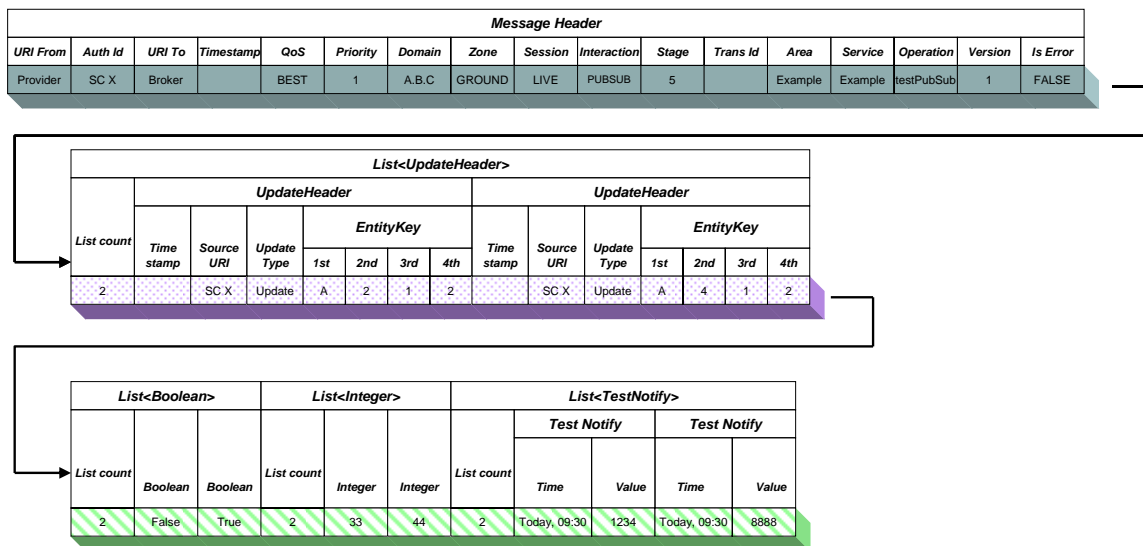 Message Header
URI From Auth Id URI To Timestamp QoS Priority Domain Zone Session Interaction Stage Trans Id Area Service Operation Version Is Error
Provider SC X Broker BEST 1 A.B.C GROUND LIVE PUBSUB 5 Example Example testPubSub 1 FALSE
List<UpdateHeader>
UpdateHeader UpdateHeader
List count Time stamp Source URI Update Type EntityKey Time stamp Source URI Update Type EntityKey
1st 2nd 3rd 4th 1st 2nd 3rd 4th
2 SC X Update A 2 1 2 SC X Update A 4 1 2
List<Boolean> List<Integer> List<TestNotify>
Test Notify Test Notify
List count Boolean Boolean List count Integer Integer List count Time Value Time Value
2 False True 2 33 44 2 Today, 09:30 1234 Today, 09:30 8888